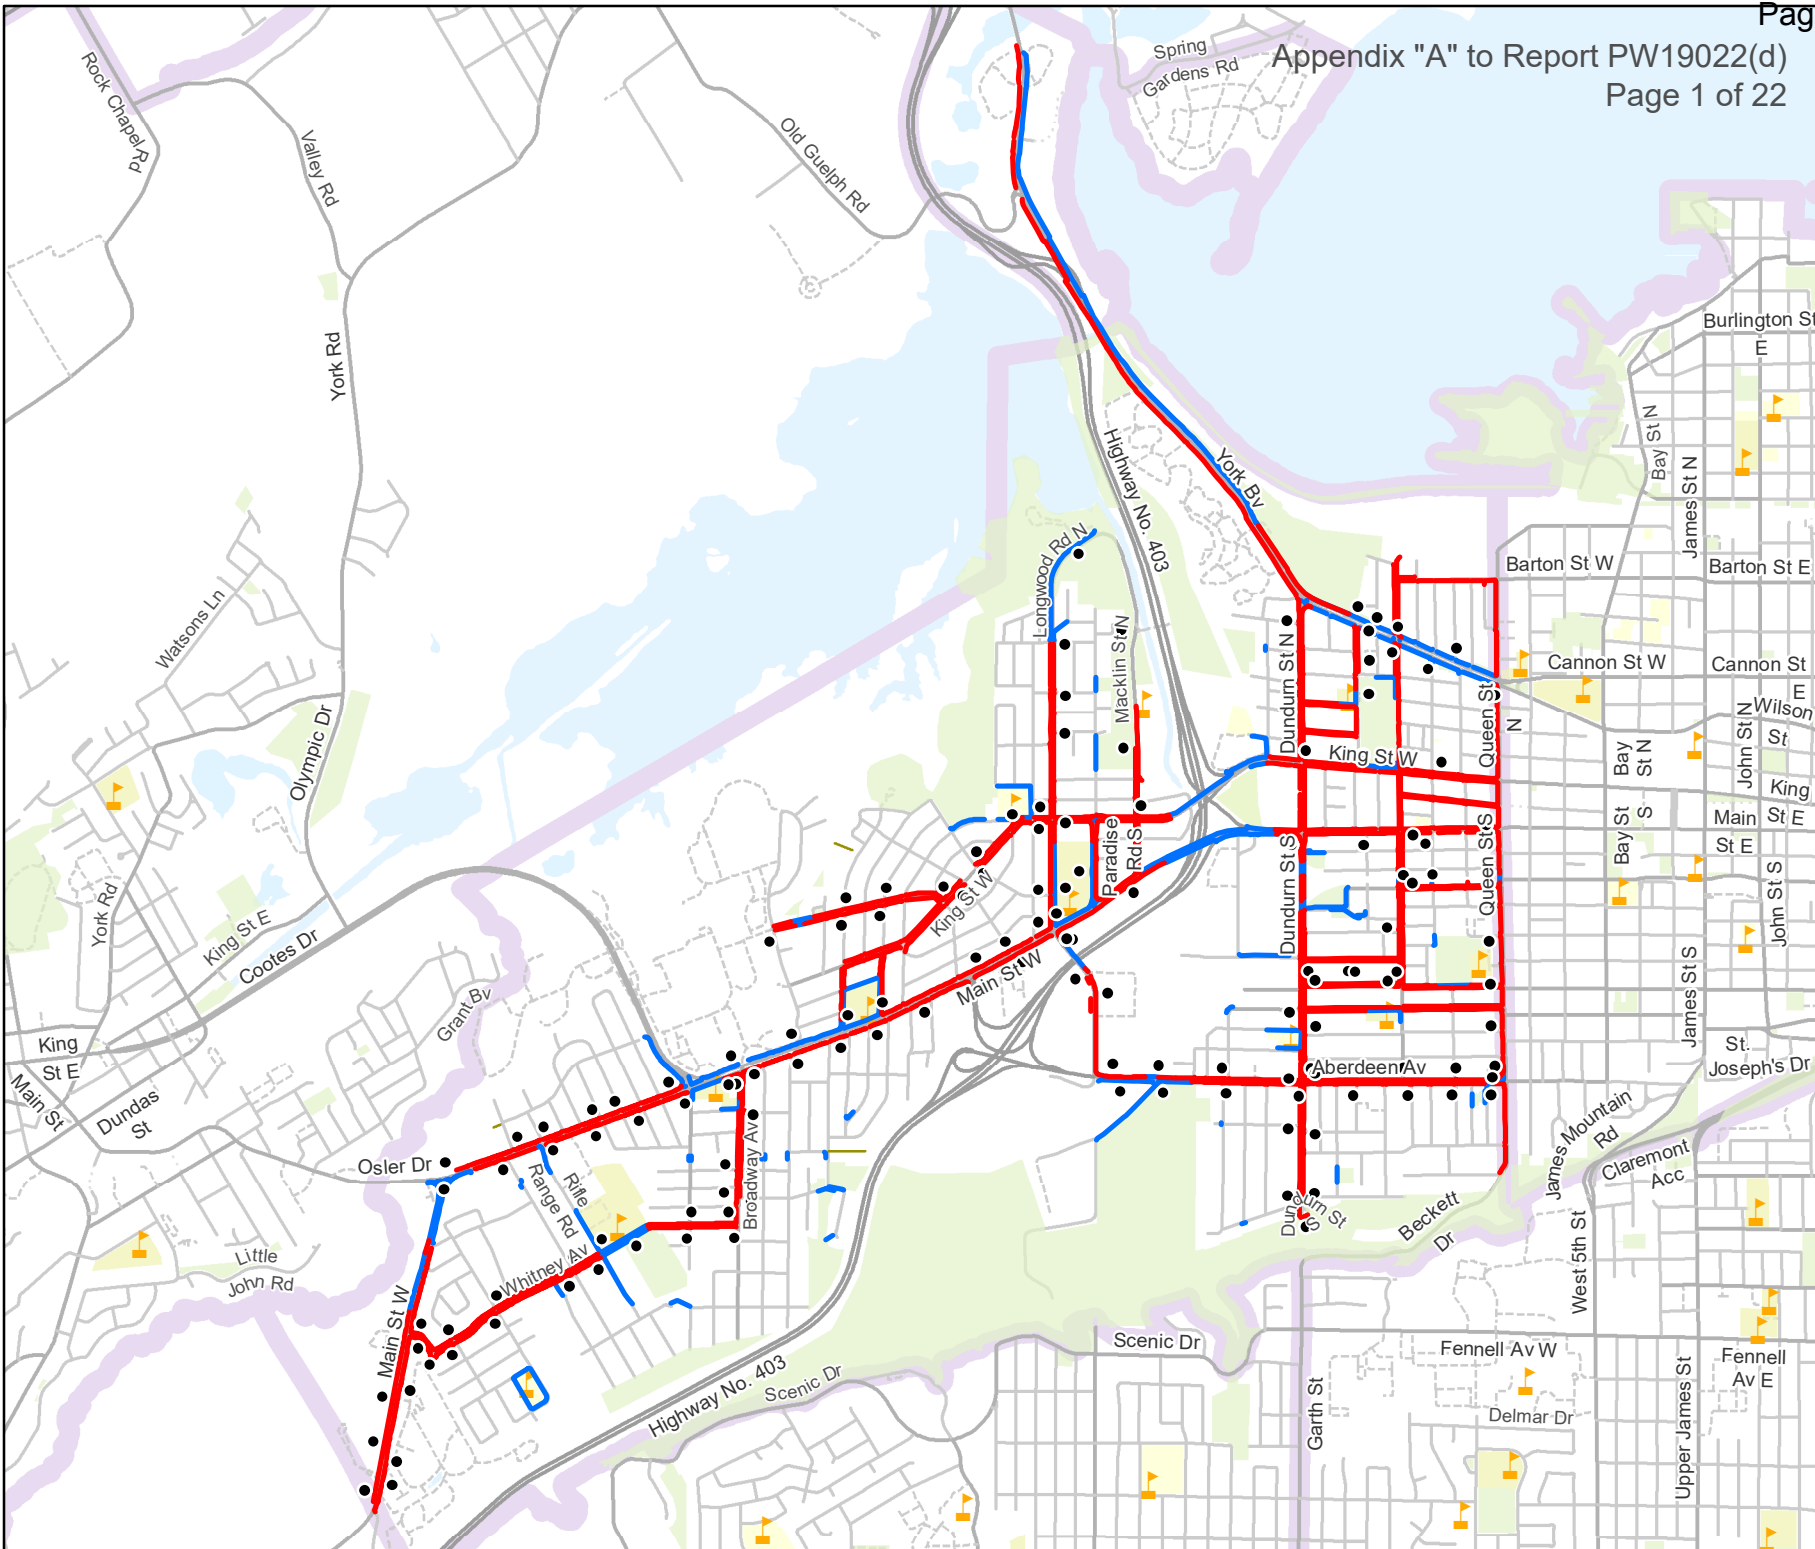 Pag
Appendix "A" to Report PW19022(d)
Page 1 of 22
Spring
Gardens Rd
Rock Chapel Rd
Valley Rd
Old Guelph Rd
York Rd
Burlington St
E
Highway No. 403
York Bv
Bay St N
James St N
Longwood Rd N
Barton St W
Barton St E
Watsons Ln
Macklin St N
Dundurn St N
Cannon St W
Cannon St
E
Queen St
N
Wilson
St
John St N
Olympic Dr
Bay
St N
King St W
King
St E
Bay St
S
Main
St E
Paradise
Rd S
Dundurn St S
Queen St S
York Rd
King St E
Cootes Dr
King St W
Main St W
John St S
James St S
Grant Bv
King
St E
Main St
Dundas
St
St.
Joseph's Dr
Aberdeen Av
James Mountain
Rd
Claremont
Acc
Osler Dr
Rifle
Range Rd
Broadway Av
Dundurn St
S
Beckett
Dr
West 5th St
Little
John Rd
Whitney Av
Main St W
Scenic Dr
Fennell Av W
Fennell
Av E
Highway No. 403
Scenic Dr
Garth St
Delmar Dr
Upper James St